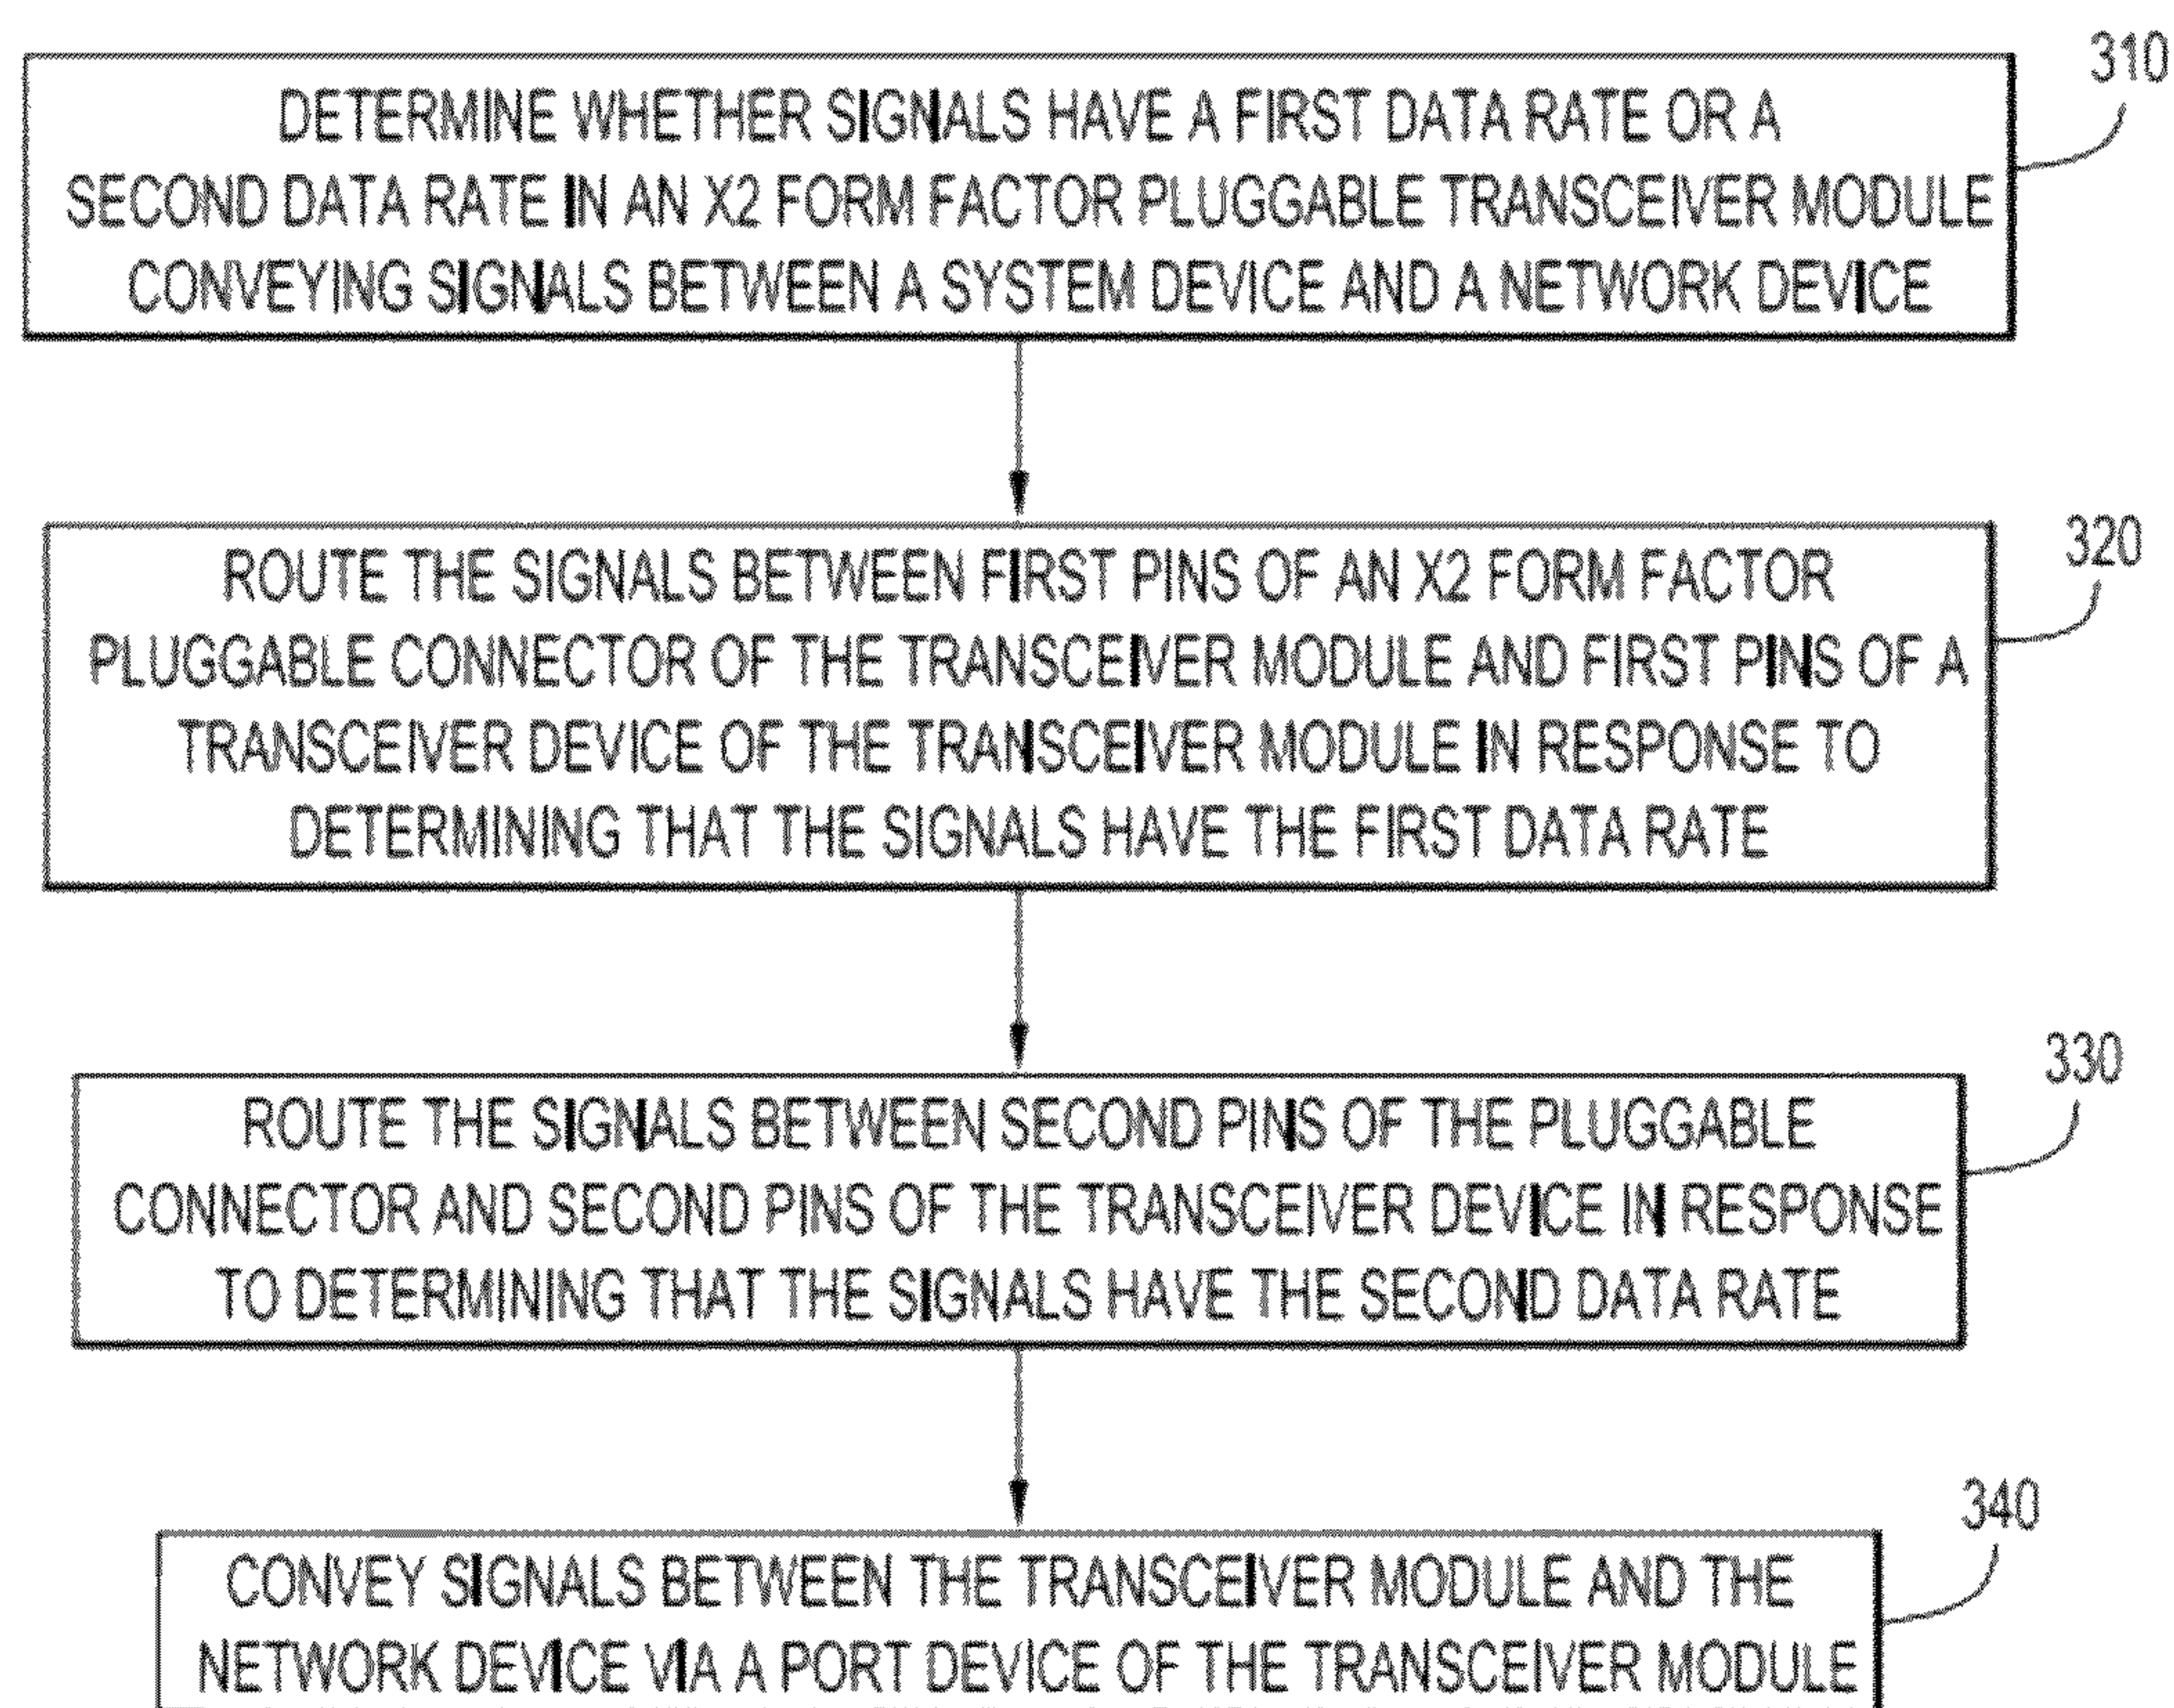 310
DETERMINE WHETHER SIGNALS HAVE A FIRST DATA RATE OR A
SECOND DATA RATE IN AN X2 FORM FACTOR PLUGGABLE TRANSCEIVER MODULE
CONVEYING SIGNALS BETWEEN A SYSTEM DEVICE AND A NETWORK DEVICE
320
ROUTE THE SIGNALS BETWEEN FIRST PINS OF AN X2 FORM FACTOR
PLUGGABLE CONNECTOR OF THE TRANSCEIVER MODULE AND FIRST PINS OF A
TRANSCEIVER DEVICE OF THE TRANSCEIVER MODULE IN RESPONSE TO
DETERMINING THAT THE SIGNALS HAVE THE FIRST DATA RATE
330
ROUTE THE SIGNALS BETWEEN SECOND PINS OF THE PLUGGABLE
CONNECTOR AND SECOND PINS OF THE TRANSCEIVER DEVICE IN RESPONSE
TO DETERMINING THAT THE SIGNALS HAVE THE SECOND DATA RATE
340
CONVEY SIGNALS BETWEEN THE TRANSCEIVER MODULE AND THE
NETWORK DEVICE VIA A PORT DEVICE OF THE TRANSCEIVER MODULE